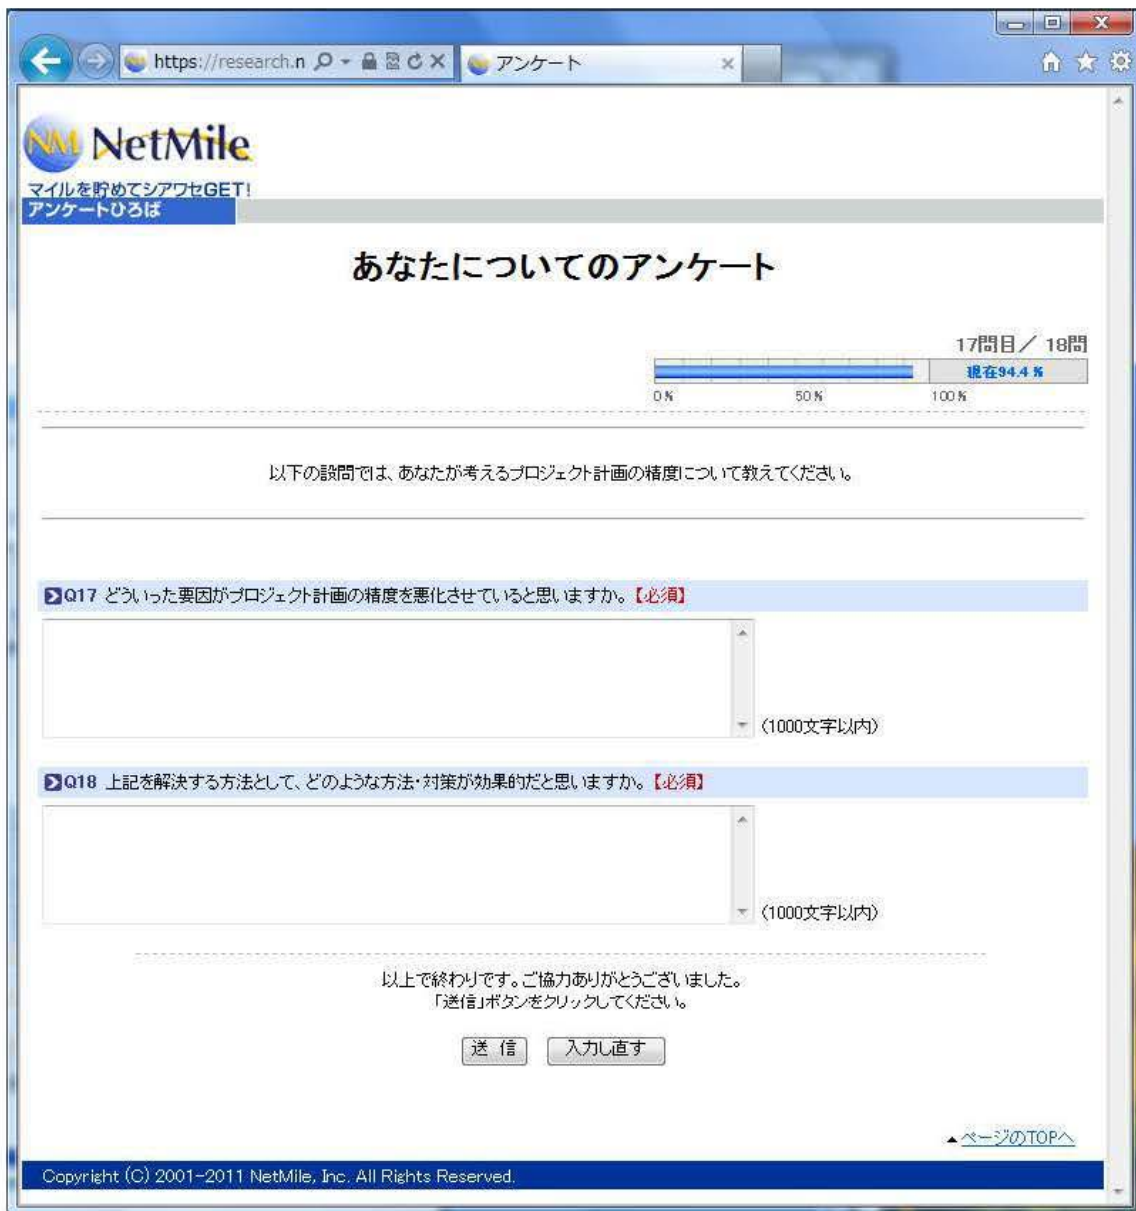 https://research.n
アンケート
NM NetMile
マイルを貯めてシアワセGET!
アンケートひろば
あなたについてのアンケート
17問目／ 18問
現在94.4 %
0% 50% 100%
以下の設問では、あなたが考えるプロジェクト計画の精度について教えてください。
Q17 どういった要因がプロジェクト計画の精度を悪化させていると思いますか。【必須】
(1000文字以内)
Q18 上記を解決する方法として、どのような方法・対策が効果的だと思いますか。【必須】
(1000文字以内)
以上で終わりです。ご協力ありがとうございました。
「送信」ボタンをクリックしてください。
送 信 入力し直す
▲ページのTOPへ
Copyright (C) 2001-2011 NetMile, Inc. All Rights Reserved.